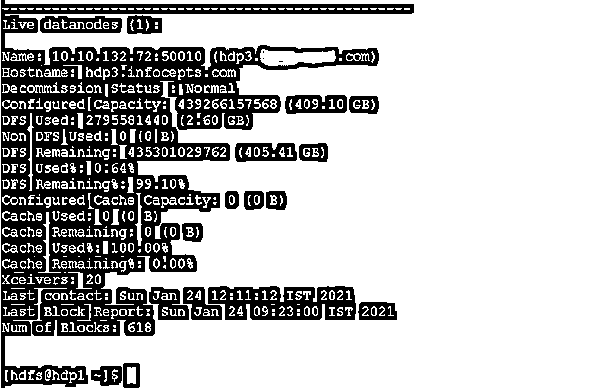 Live datanodes (1):
Name: 10.10.132.72:50010 (hdp3. .com)
Hostname: hdp3.infocepts.com
Decommission Status : Normal
Configured Capacity: 439266157568 (409.10 GB)
DFS Used: 2795581440 (2.60 GB)
Non DFS Used: 0 (0 B)
DFS Remaining: 435301029762 (405.41 GB)
DFS Used%: 0.64%
DFS Remaining%: 99.10%
Configured Cache Capacity: 0 (0 B)
Cache Used: 0 (0 B)
Cache Remaining: 0 (0 B)
Cache Used%: 100.00%
Cache Remaining%: 0.00%
Xceivers: 20
Last contact: Sun Jan 24 12:11:12 IST 2021
Last Block Report: Sun Jan 24 09:23:00 IST 2021
Num of Blocks: 618
[hdfs@hdp1 ~]$